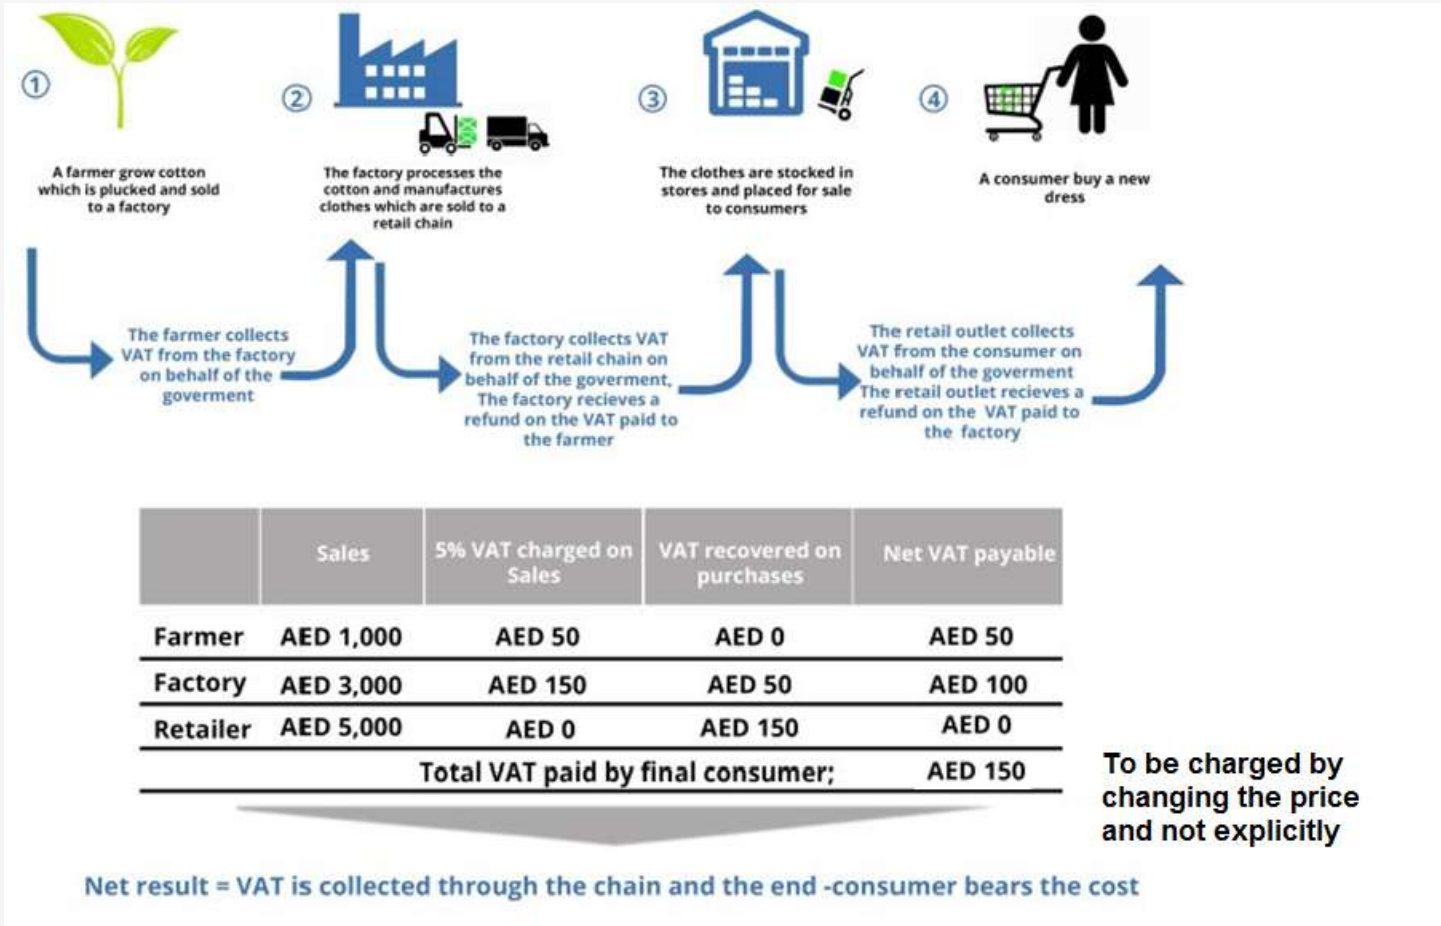 ①
A farmer grow cotton
which is plucked and sold
to a factory
②
The factory processes the
cotton and manufactures
clothes which are sold to a
retail chain
③
The clothes are stocked in
stores and placed for sale
to consumers
④
A consumer buy a new
dress
The farmer collects
VAT from the factory
on behalf of the
goverment
The factory collects VAT
from the retail chain on
behalf of the goverment,
The factory recieves a
refund on the VAT paid to
the farmer
The retail outlet collects
VAT from the consumer on
behalf of the goverment
The retail outlet recieves a
refund on the VAT paid to
the factory
Sales 5% VAT charged on Sales VAT recovered on purchases Net VAT payable
Farmer AED 1,000 AED 50 AED 0 AED 50
Factory AED 3,000 AED 150 AED 50 AED 100
Retailer AED 5,000 AED 0 AED 150 AED 0
Total VAT paid by final consumer; AED 150
To be charged by
changing the price
and not explicitly
Net result = VAT is collected through the chain and the end -consumer bears the cost